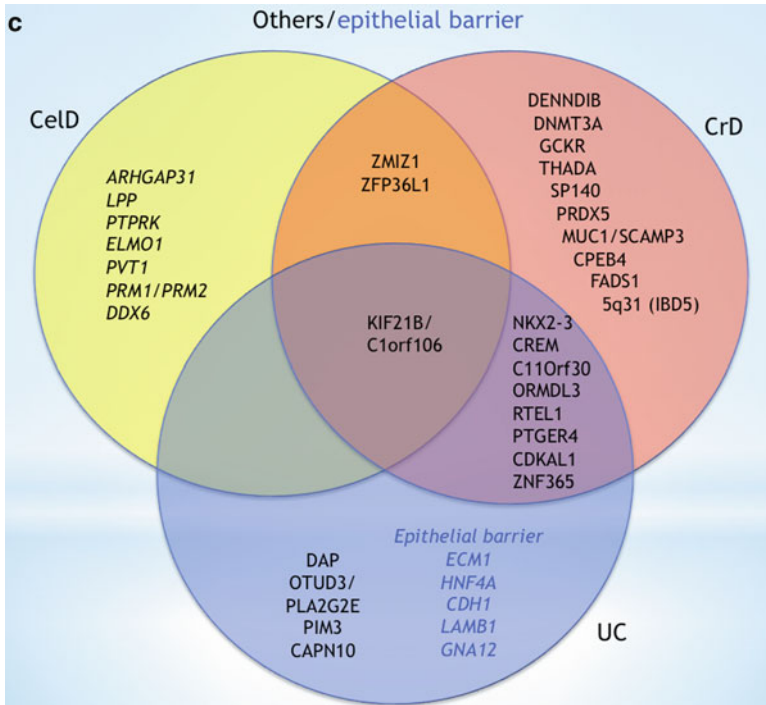 c
Others/epithelial barrier
CelD
CrD
ARHGAP31
LPP
PTPRK
ELMO1
PVT1
PRM1/PRM2
DDX6
ZMIZ1
ZFP36L1
DENNDIB
DNMT3A
GCKR
THADA
SP140
PRDX5
MUC1/SCAMP3
CPEB4
FADS1
5q31 (IBD5)
KIF21B/
C1orf106
NKX2-3
CREM
C11Orf30
ORMDL3
RTEL1
PTGER4
CDKAL1
ZNF365
DAP
OTUD3/
PLA2G2E
PIM3
CAPN10
Epithelial barrier
ECM1
HNF4A
CDH1
LAMB1
GNA12
UC